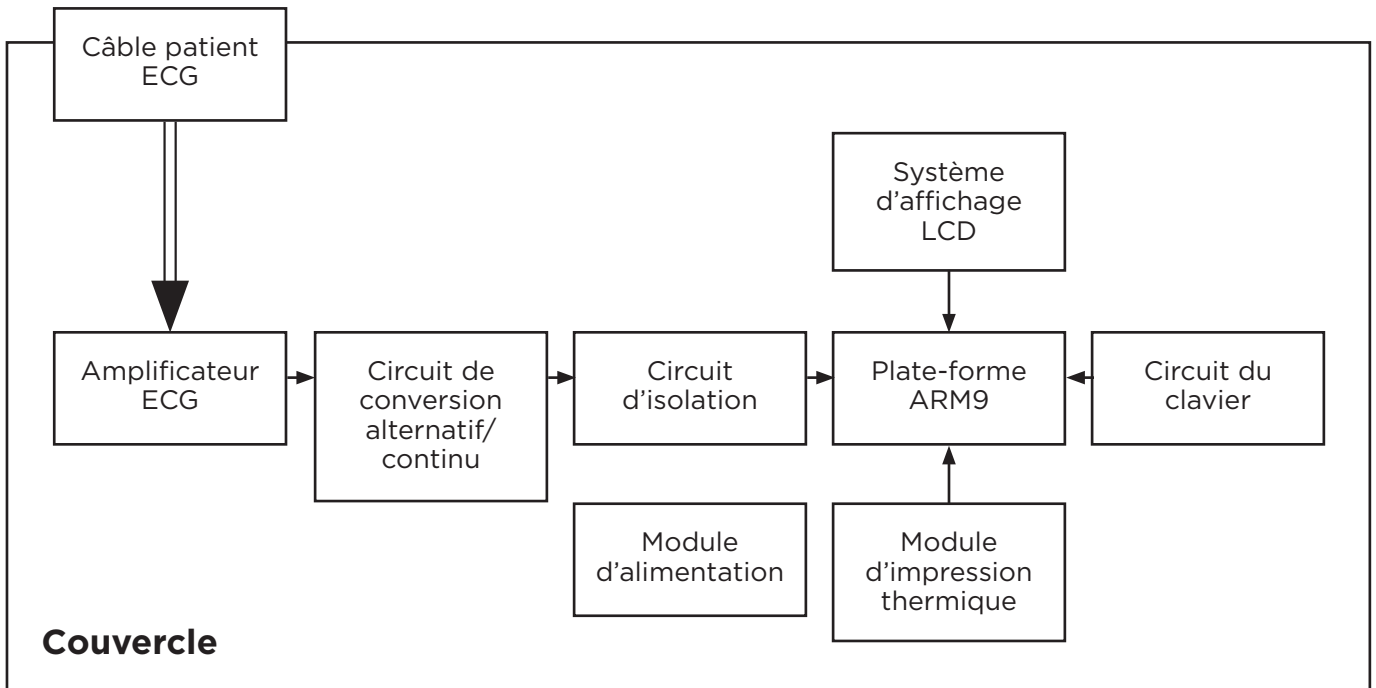 Câble patient
ECG
Système
d’affichage
LCD
Amplificateur
ECG
Circuit de
conversion
alternatif/
continu
Circuit
d’isolation
Plate-forme
ARM9
Circuit du
clavier
Module
d’alimentation
Module
d’impression
thermique
Couvercle